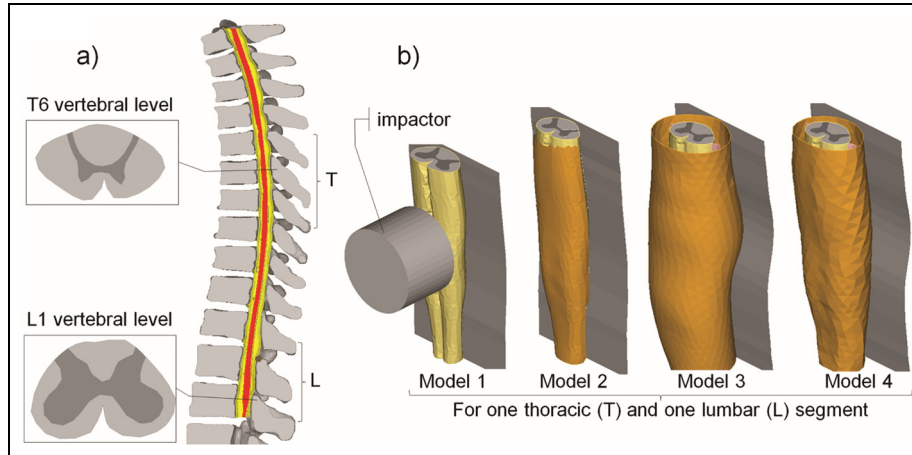 a)
T6 vertebral level
T
L1 vertebral level
L
b)
impactor
Model 1
Model 2
Model 3
Model 4
For one thoracic (T) and one lumbar (L) segment